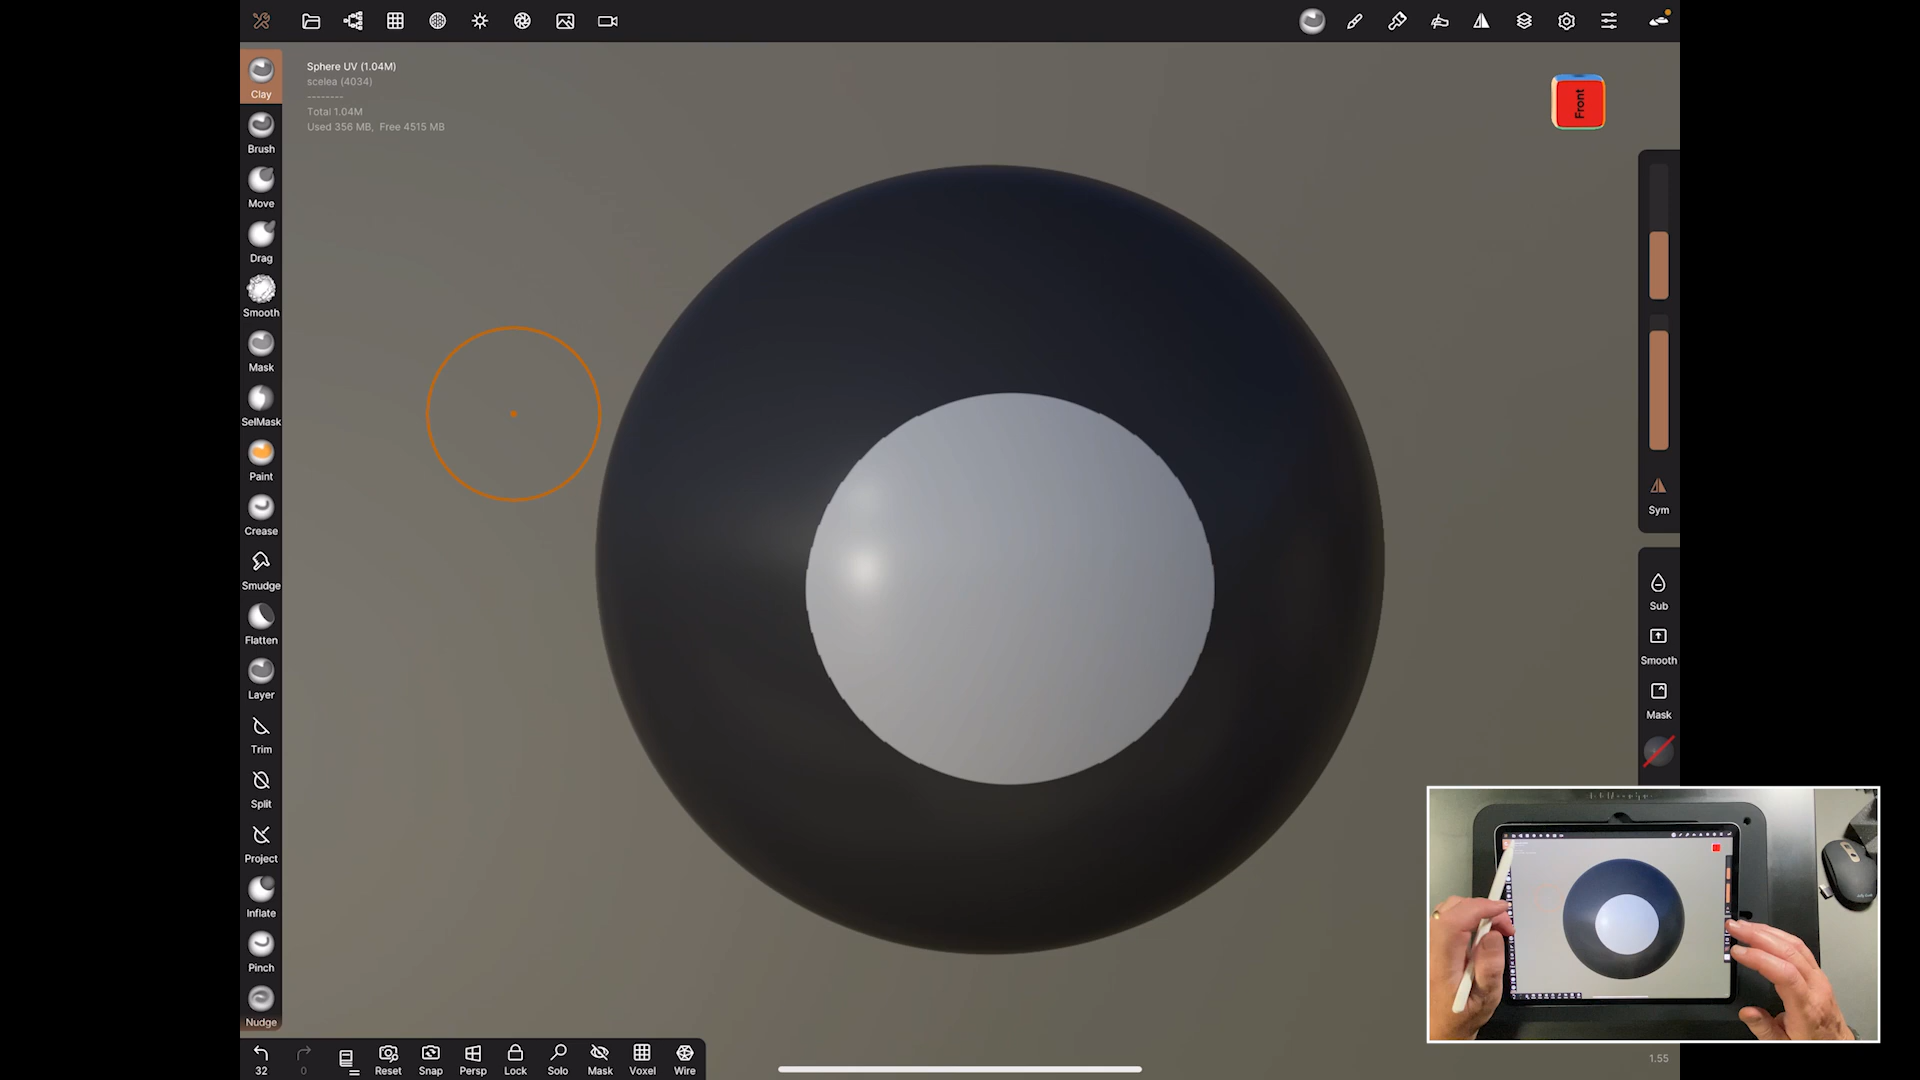 Sphere UV (1.04M)
scelea (4034)
--------
Total 1.04M
Used 356 MB, Free 4515 MB
Front
Clay
Brush
Move
Drag
Smooth
Mask
SelMask
Paint
Crease
Smudge
Flatten
Layer
Trim
Split
Project
Inflate
Pinch
Nudge
Sym
Sub
Smooth
Mask
32
0
Reset
Snap
Persp
Lock
Solo
Mask
Voxel
Wire
1.55